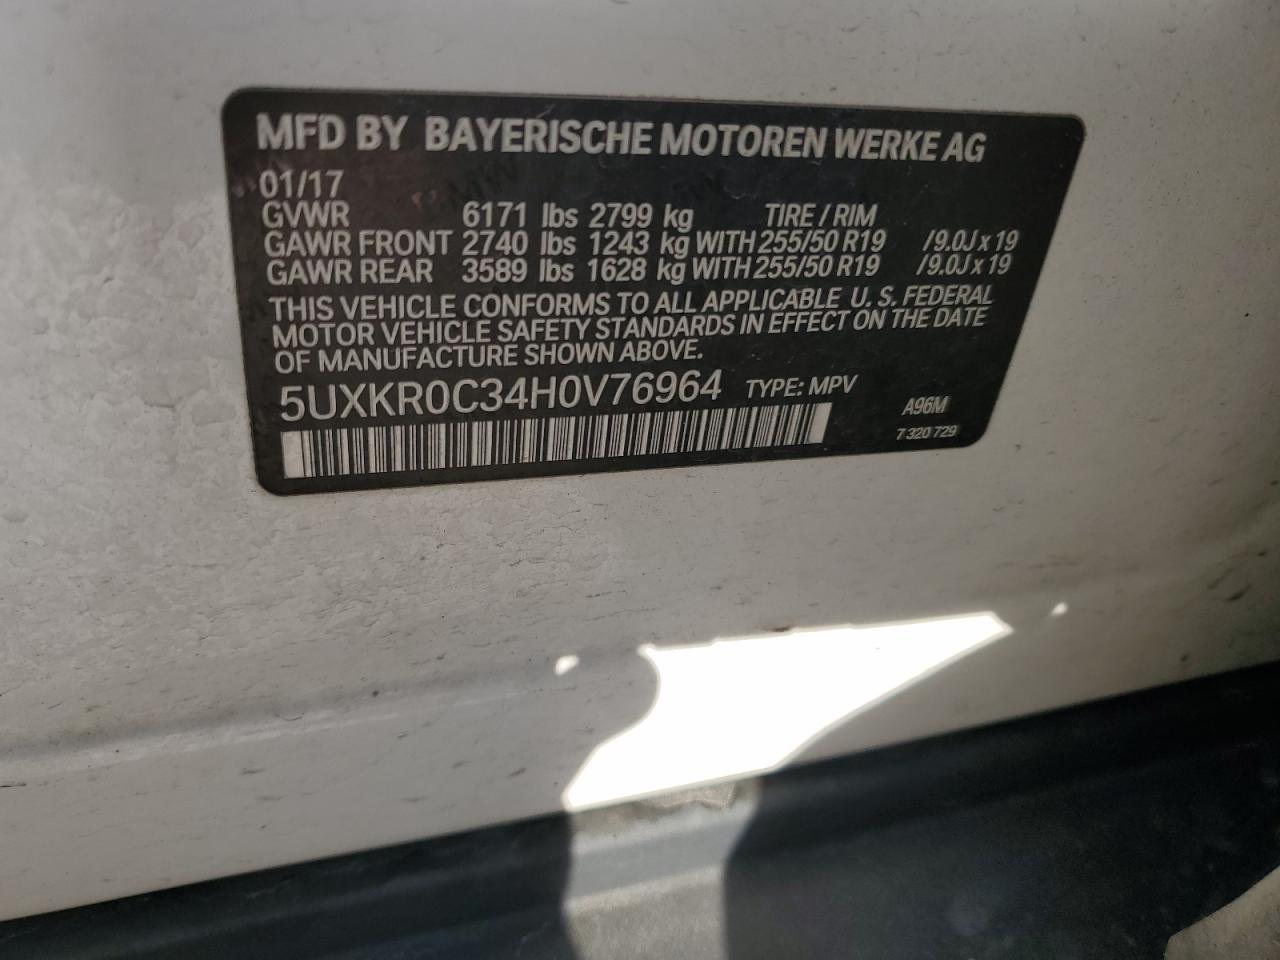 MFD BY BAYERISCHE MOTOREN WERKE AG
01/17
GVWR 6171 lbs 2799 kg TIRE / RIM
GAWR FRONT 2740 lbs 1243 kg WITH 255/50 R19 /9.0J x 19
GAWR REAR 3589 lbs 1628 kg WITH 255/50 R19 /9.0J x 19
THIS VEHICLE CONFORMS TO ALL APPLICABLE U. S. FEDERAL
MOTOR VEHICLE SAFETY STANDARDS IN EFFECT ON THE DATE
OF MANUFACTURE SHOWN ABOVE.
5UXKR0C34H0V76964 TYPE: MPV
A96M
7 320 729